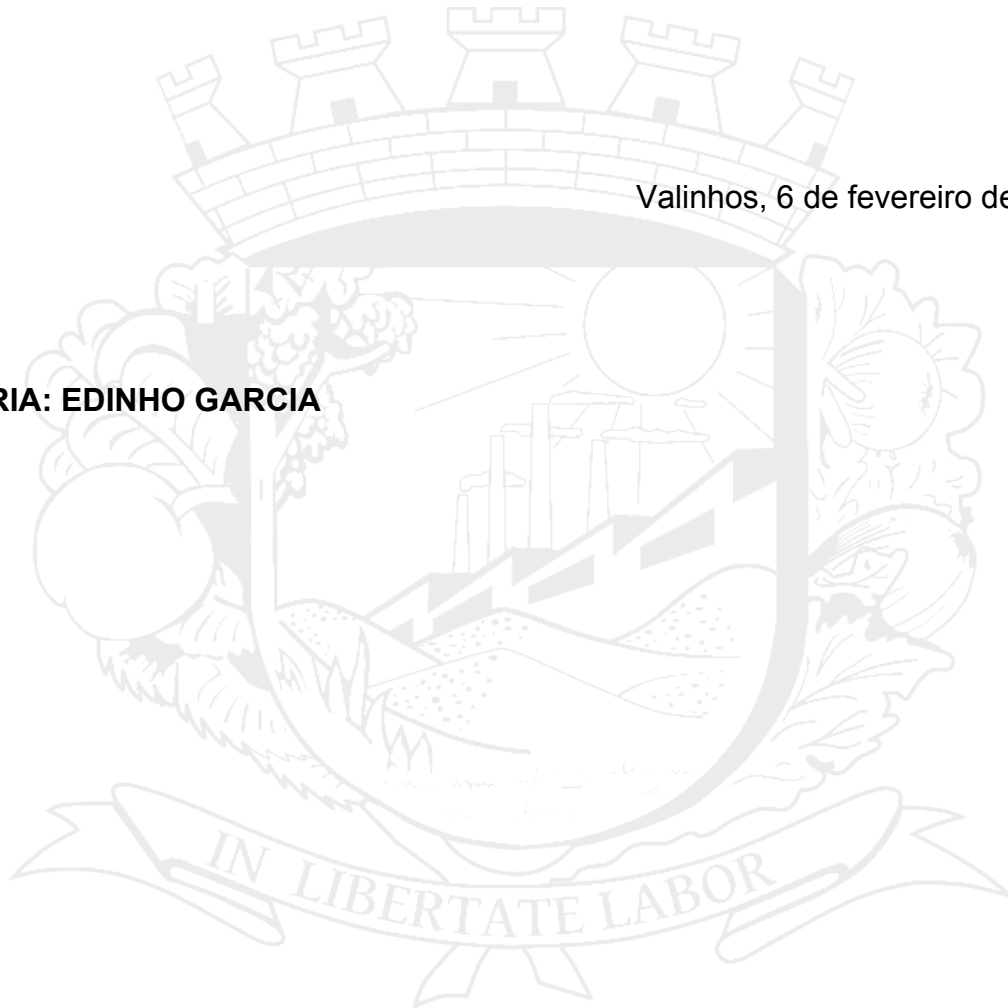 Valinhos, 6 de fevereiro de
RIA: EDINHO GARCIA
IN LIBERTATE LABOR